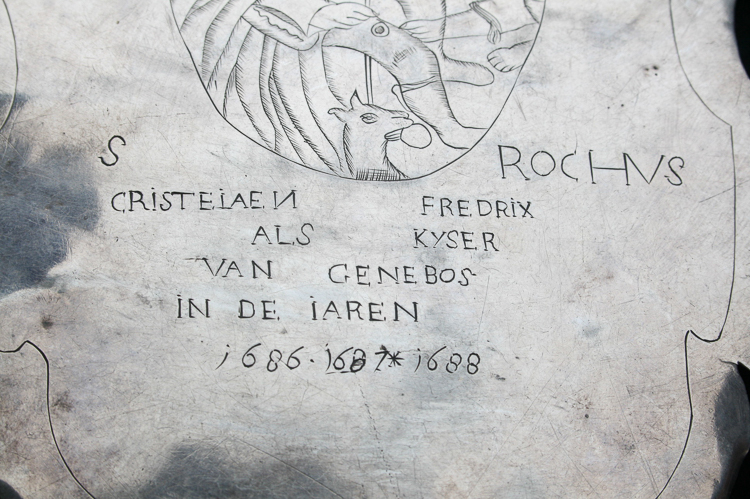 S ROCHVS
CRISTEIAEN FREDRIX
ALS KYSER
VAN GENEBOS
IN DE IAREN
1686 · 1687 * 1688